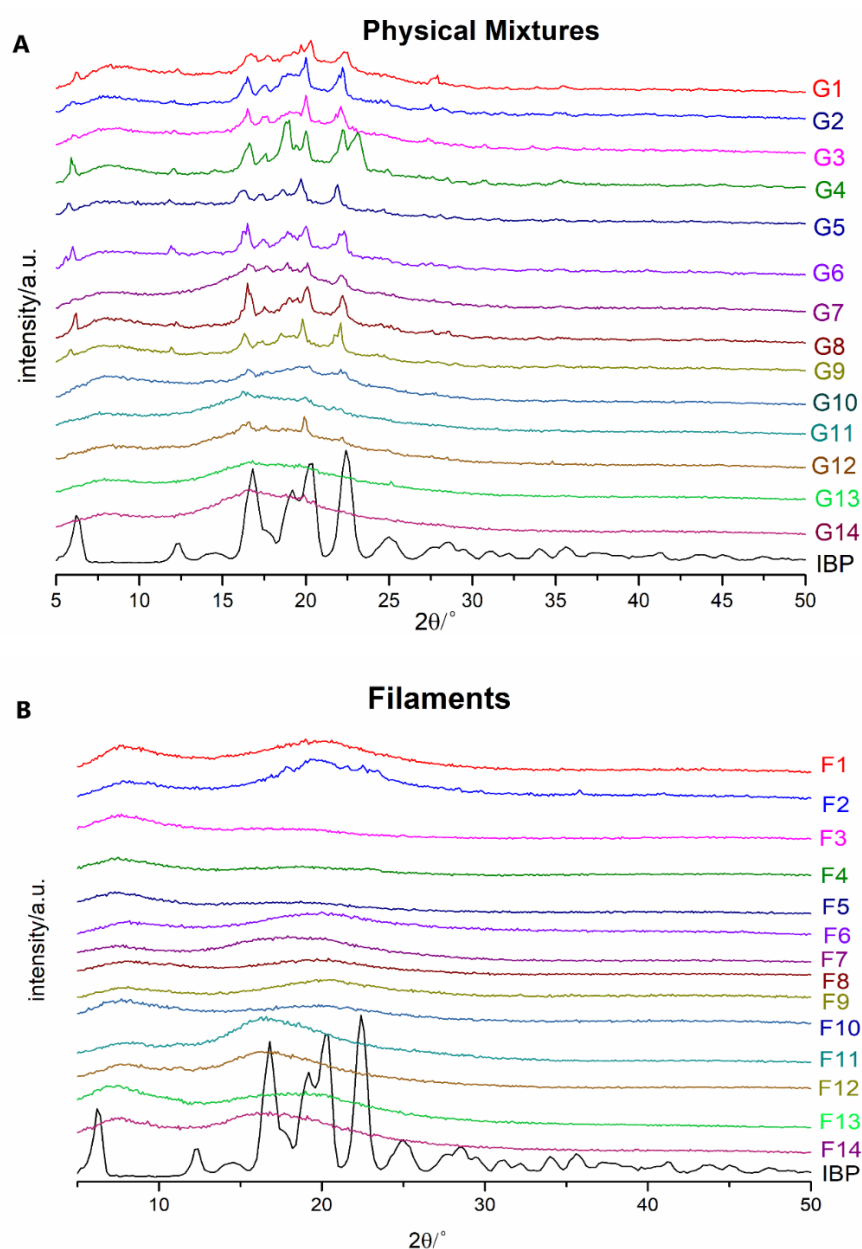 A
Physical Mixtures
G1
G2
G3
G4
G5
G6
G7
G8
G9
G10
G11
G12
G13
G14
IBP
intensity/a.u.
5 10 15 20 25 30 35 40 45 50
2θ/°
B
Filaments
F1
F2
F3
F4
F5
F6
F7
F8
F9
F10
F11
F12
F13
F14
IBP
intensity/a.u.
10 20 30 40 50
2θ/°